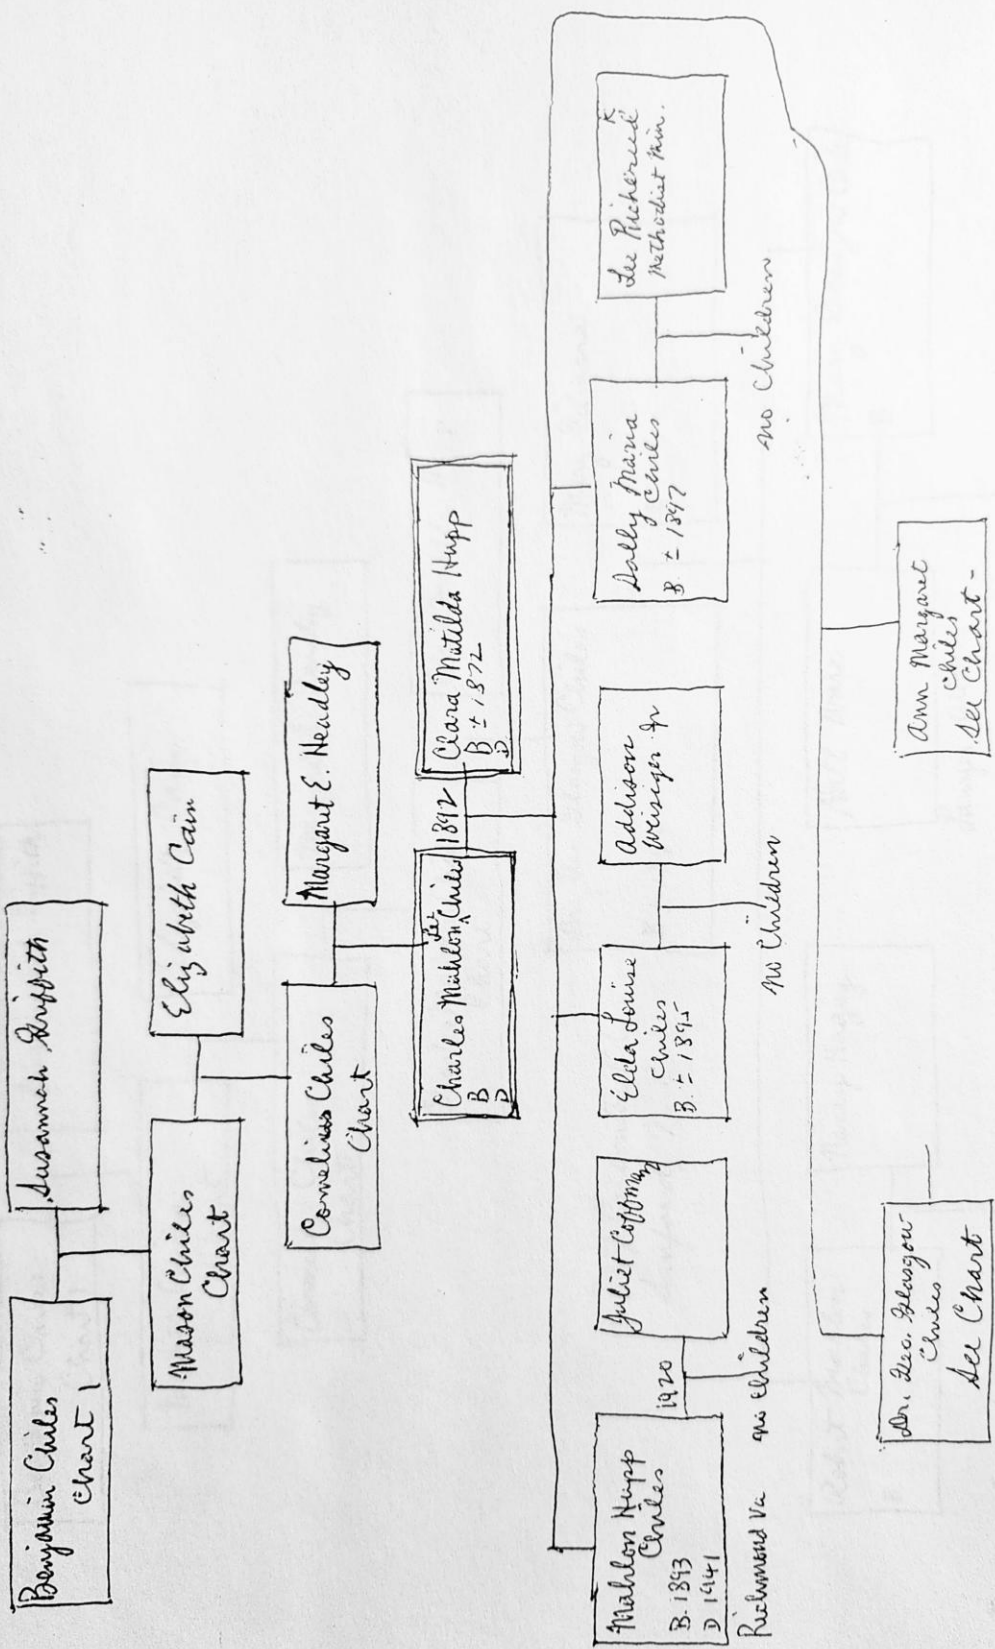 Benjamin Chiles
Chart 1
Susannah Griffith
Mason Chiles
Chart
Elizabeth Cain
Cornelius Chiles
Chart
Margaret E. Headley
Charles Mahlon Lee Chiles
B
D
1892
Clara Matilda Hupp
B ± 1872
D
Mahlon Hupp
Chiles
B. 1893
D 1941
Richmond Va
1920
no children
Juliet Coffman
Elda Louise
Chiles
B. ± 1895
No Children
Addison
Weisiger Jr
Sally Maria
Chiles
B. ± 1897
No Children
Lee
K
Methodist Min.
Dr. Geo. Glasgow
Chiles
See Chart
Ann Margaret
Chiles
See Chart -